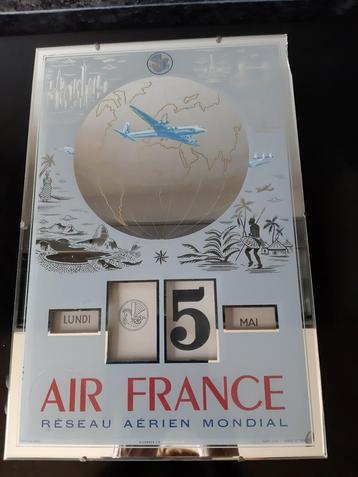 LUNDI
5
MAI
AIR FRANCE
RÉSEAU AÉRIEN MONDIAL